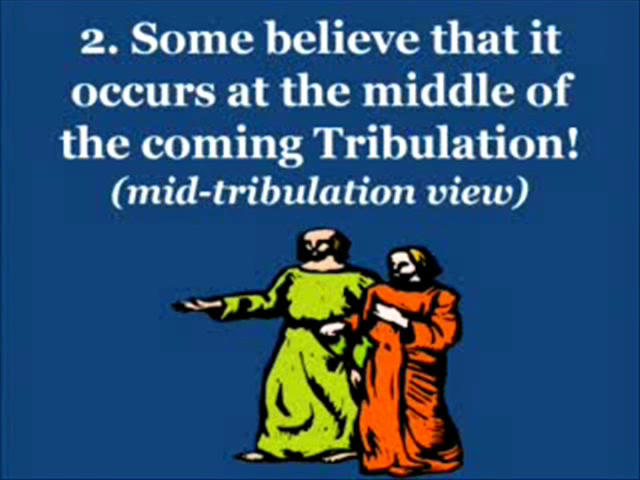 2. Some believe that it
occurs at the middle of
the coming Tribulation!
(mid-tribulation view)